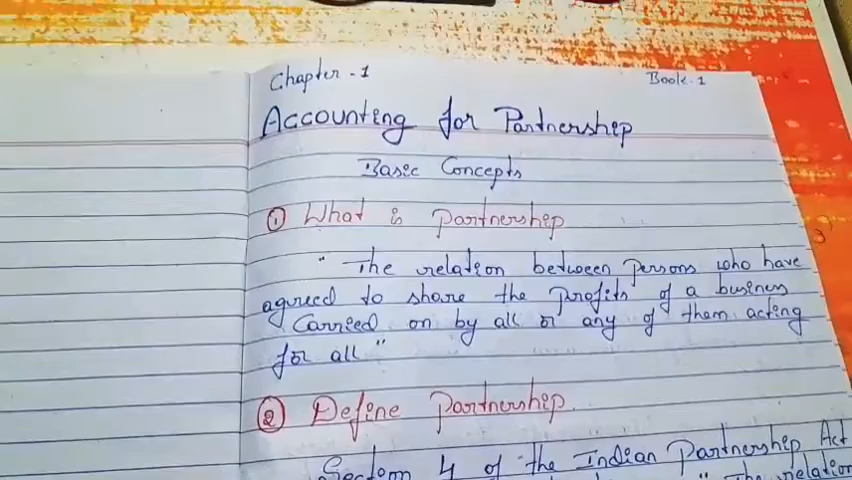 Chapter - 1
Book. 1
Accounting for Partnership
Basic Concepts
① What is partnership
" The relation between persons who have
agreed to share the profits of a business
Carried on by all or any of them acting
for all "
② Define partnership
Section 4 of the Indian Partnership Act
" The relation